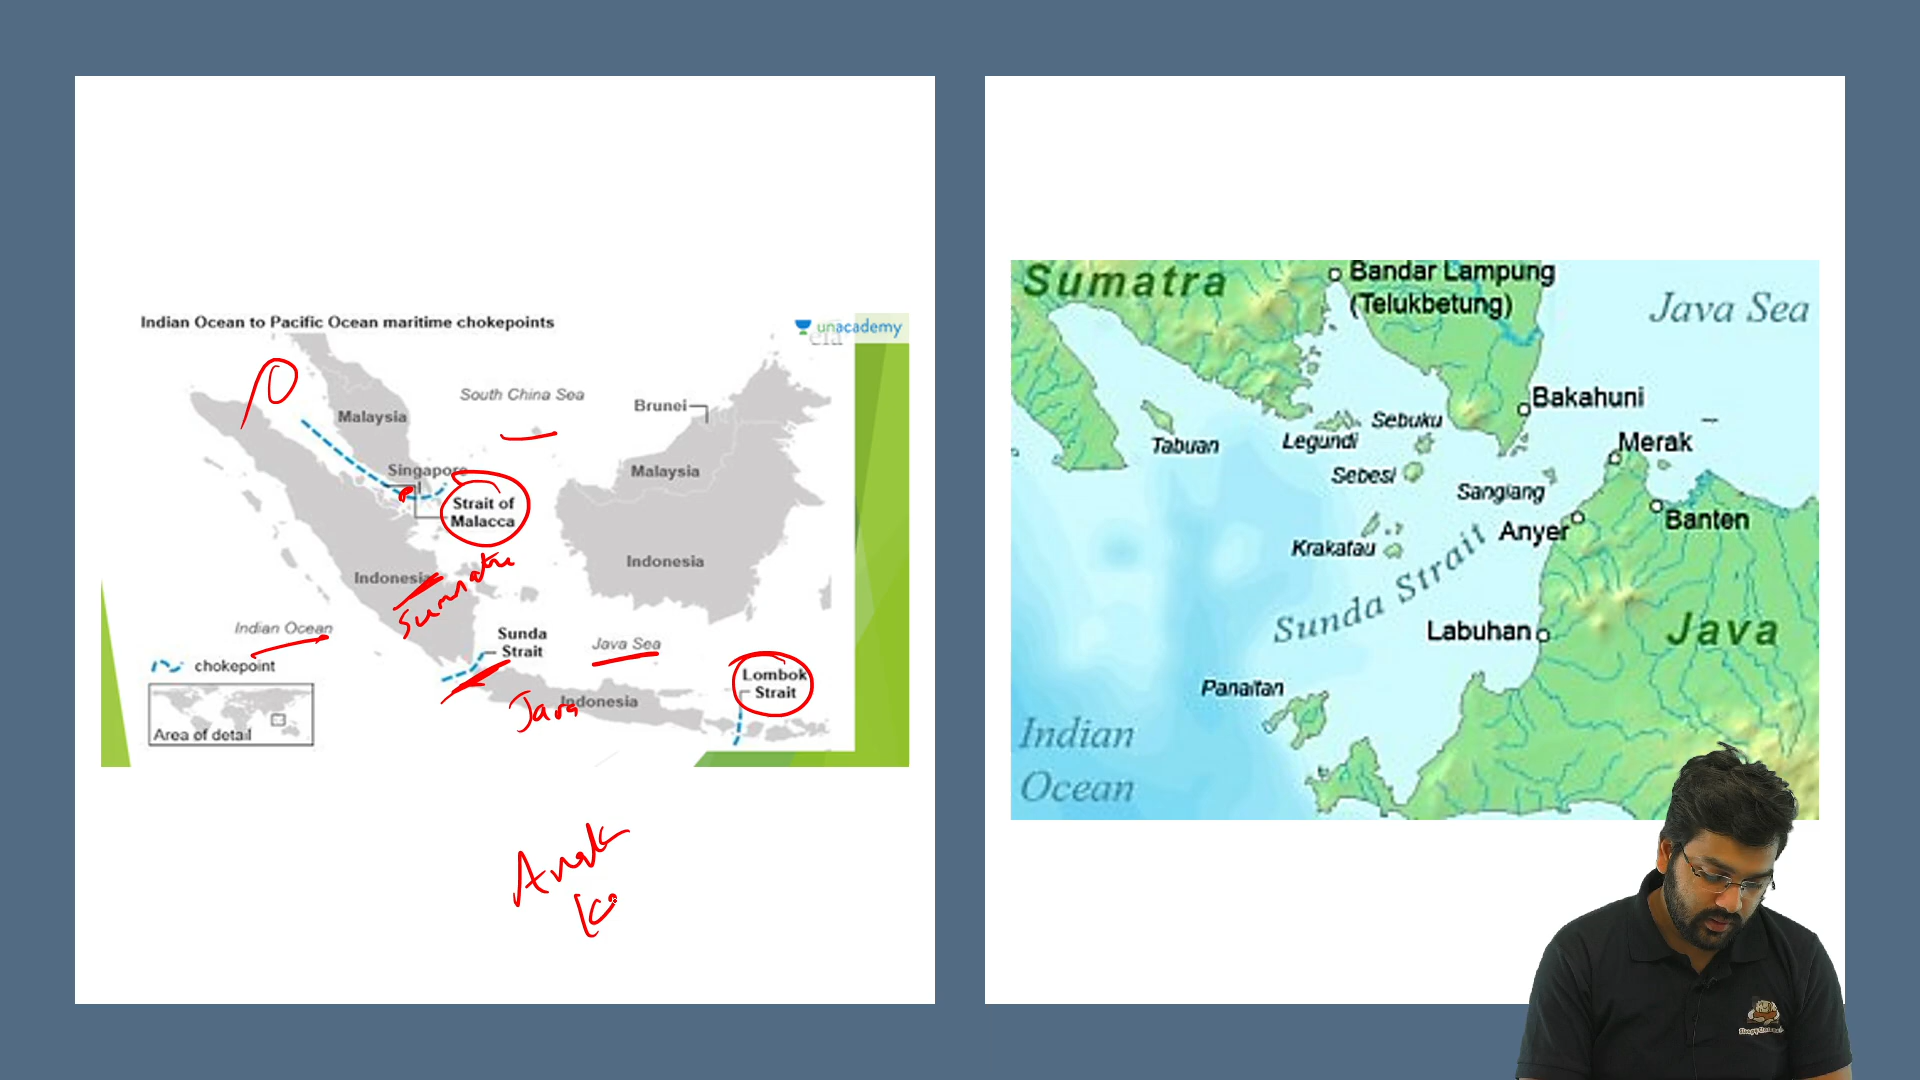 Indian Ocean to Pacific Ocean maritime chokepoints
unacademy
eia
South China Sea
Malaysia
Brunei
Singapore
Malaysia
Strait of
Malacca
Indonesia
Indonesia
Sumatra
Indian Ocean
Sunda
Strait
Java Sea
chokepoint
Lombok
Strait
Java
Indonesia
Area of detail
Anak
K
Sumatra
Bandar Lampung
(Telukbetung)
Java Sea
Bakahuni
Sebuku
Legundi
Tabuan
Merak
Sebesi
Sangiang
Banten
Anyer
Krakatau
Sunda Strait
Labuhan
Java
Panaitan
Indian
Ocean